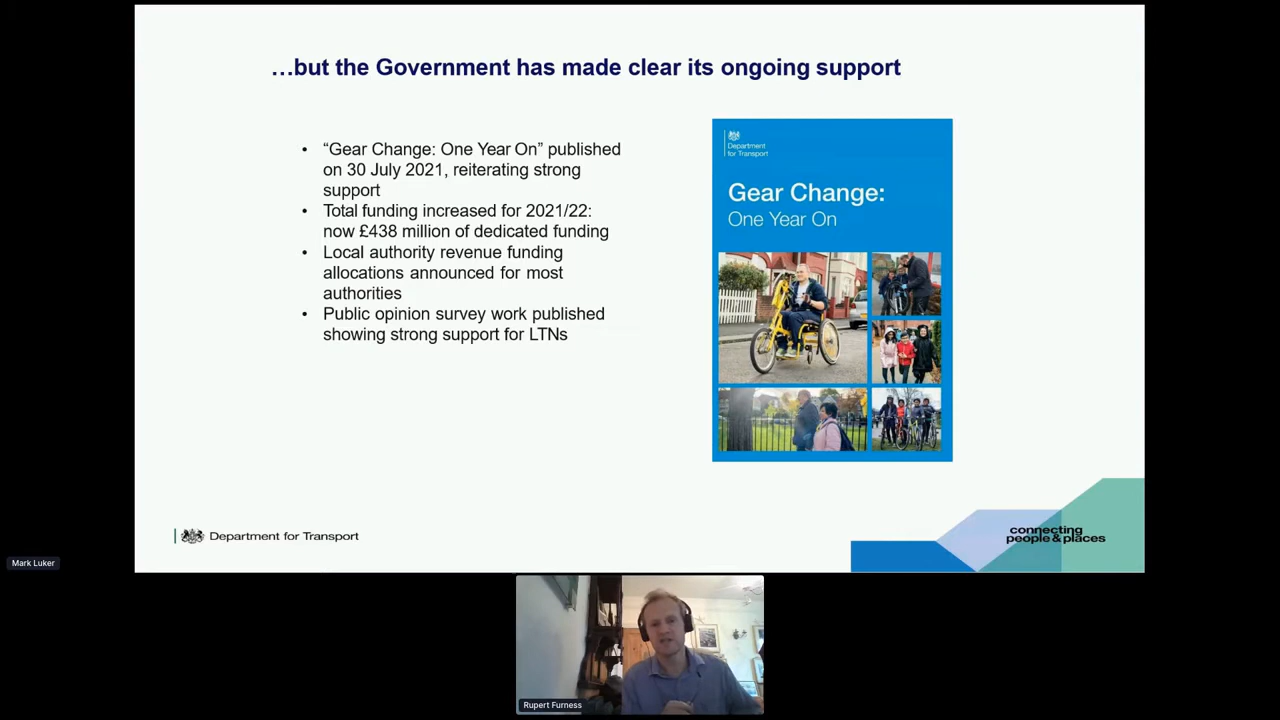 …but the Government has made clear its ongoing support
• “Gear Change: One Year On” published
on 30 July 2021, reiterating strong
support
• Total funding increased for 2021/22:
now £438 million of dedicated funding
• Local authority revenue funding
allocations announced for most
authorities
• Public opinion survey work published
showing strong support for LTNs
Department
for Transport
Gear Change:
One Year On
Department for Transport
connecting
people & places
Mark Luker
Rupert Furness